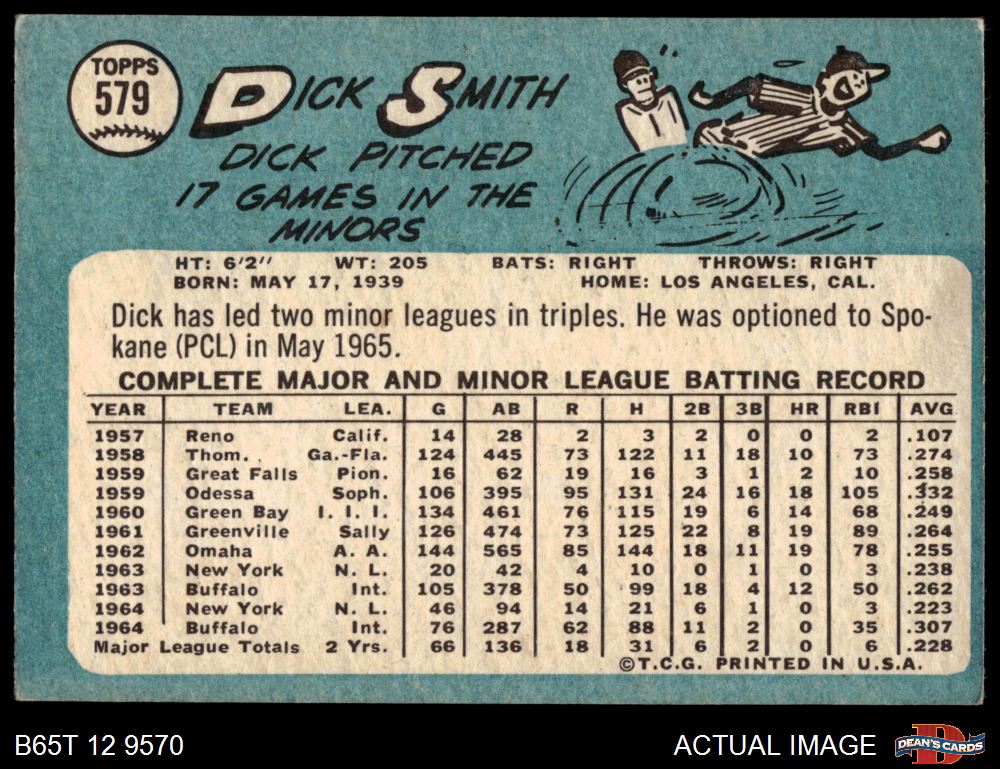 TOPPS
579
DICK SMITH
DICK PITCHED
17 GAMES IN THE
MINORS
HT: 6'2" WT: 205 BATS: RIGHT THROWS: RIGHT
BORN: MAY 17, 1939 HOME: LOS ANGELES, CAL.
Dick has led two minor leagues in triples. He was optioned to Spo-
kane (PCL) in May 1965.
COMPLETE MAJOR AND MINOR LEAGUE BATTING RECORD
YEAR TEAM LEA. G AB R H 2B 3B HR RBI AVG
1957 Reno Calif. 14 28 2 3 2 0 0 2 .107
1958 Thom. Ga.-Fla. 124 445 73 122 11 18 10 73 .274
1959 Great Falls Pion. 16 62 19 16 3 1 2 10 .258
1959 Odessa Soph. 106 395 95 131 24 16 18 105 .332
1960 Green Bay I. I. I. 134 461 76 115 19 6 14 68 .249
1961 Greenville Sally 126 474 73 125 22 8 19 89 .264
1962 Omaha A. A. 144 565 85 144 18 11 19 78 .255
1963 New York N. L. 20 42 4 10 0 1 0 3 .238
1963 Buffalo Int. 105 378 50 99 18 4 12 50 .262
1964 New York N. L. 46 94 14 21 6 1 0 3 .223
1964 Buffalo Int. 76 287 62 88 11 2 0 35 .307
Major League Totals 2 Yrs. 66 136 18 31 6 2 0 6 .228
©T.C.G. PRINTED IN U.S.A.
B65T 12 9570 ACTUAL IMAGE DEAN'S CARDS